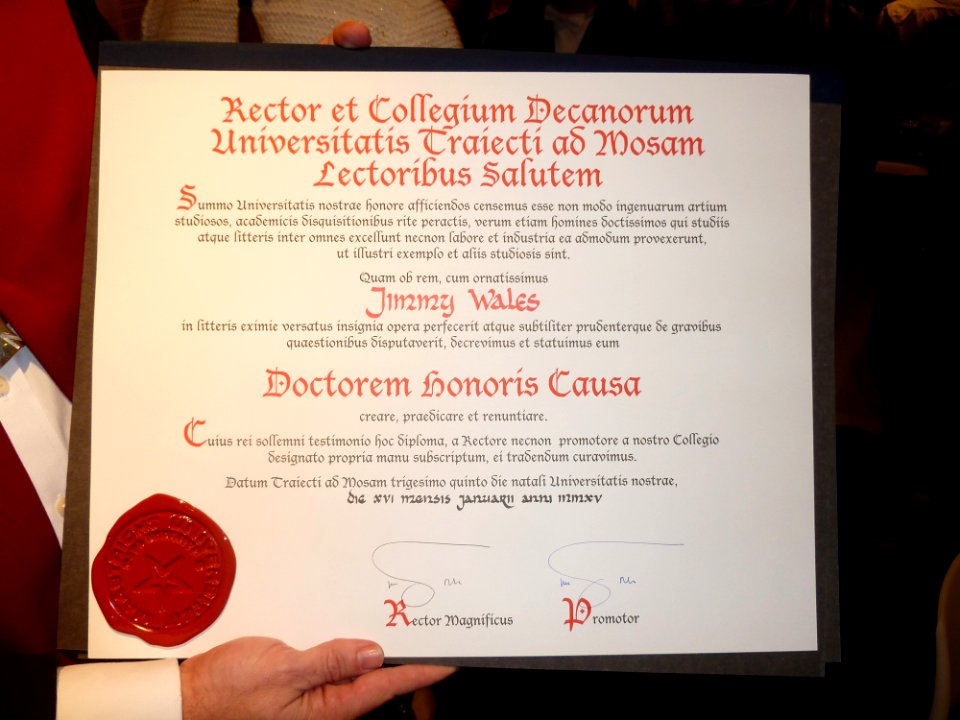 Rector et Collegium Decanorum
Universitatis Traiecti ad Mosam
Lectoribus Salutem
Summo Universitatis nostrae honore afficiendos censemus esse non modo ingenuarum artium
studiosos, academicis disquisitionibus rite peractis, verum etiam homines doctissimos qui studiis
atque litteris inter omnes excellunt necnon labore et industria ea admodum provexerunt,
ut illustri exemplo et aliis studiosis sint.
Quam ob rem, cum ornatissimus
Jimmy Wales
in litteris eximie versatus insignia opera perfecerit atque subtiliter prudenterque de gravibus
quaestionibus disputaverit, decrevimus et statuimus eum
Doctorem Honoris Causa
creare, praedicare et renuntiare.
Cuius rei sollemni testimonio hoc diploma, a Rectore necnon promotore a nostro Collegio
designato propria manu subscriptum, ei tradendum curavimus.
Datum Traiecti ad Mosam trigesimo quinto die natali Universitatis nostrae,
die XVI mensis januarii anni MMXV
Rector Magnificus
Promotor